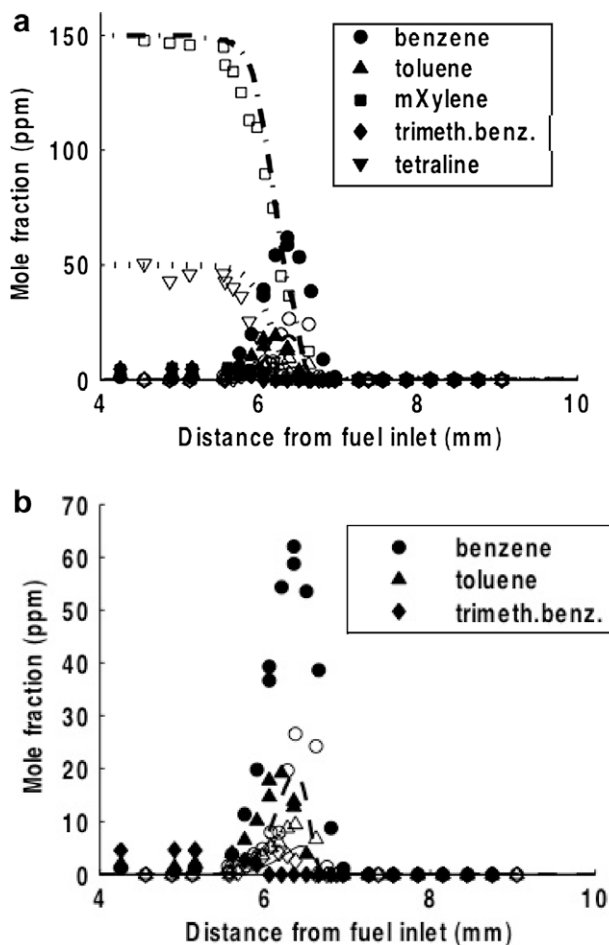 a
150
100
50
0
Mole fraction (ppm)
benzene
toluene
mXylene
trimeth.benz.
tetraline
4
6
8
10
Distance from fuel inlet (mm)
b
70
60
50
40
30
20
10
0
Mole fraction (ppm)
benzene
toluene
trimeth.benz.
4
6
8
10
Distance from fuel inlet (mm)